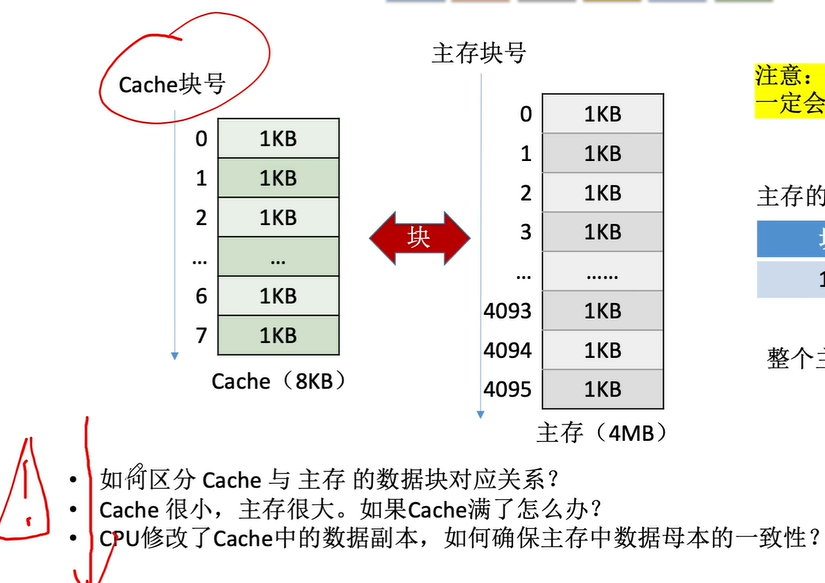 主存块号
注意：
一定会
Cache块号
0 1KB
1 1KB
2 1KB
... ...
6 1KB
7 1KB
Cache（8KB）
块
0 1KB
1 1KB
2 1KB
3 1KB
... ......
4093 1KB
4094 1KB
4095 1KB
主存（4MB）
主存的
1
整个主
• 如何区分 Cache 与 主存 的数据块对应关系？
• Cache 很小，主存很大。如果Cache满了怎么办？
• CPU修改了Cache中的数据副本，如何确保主存中数据母本的一致性？